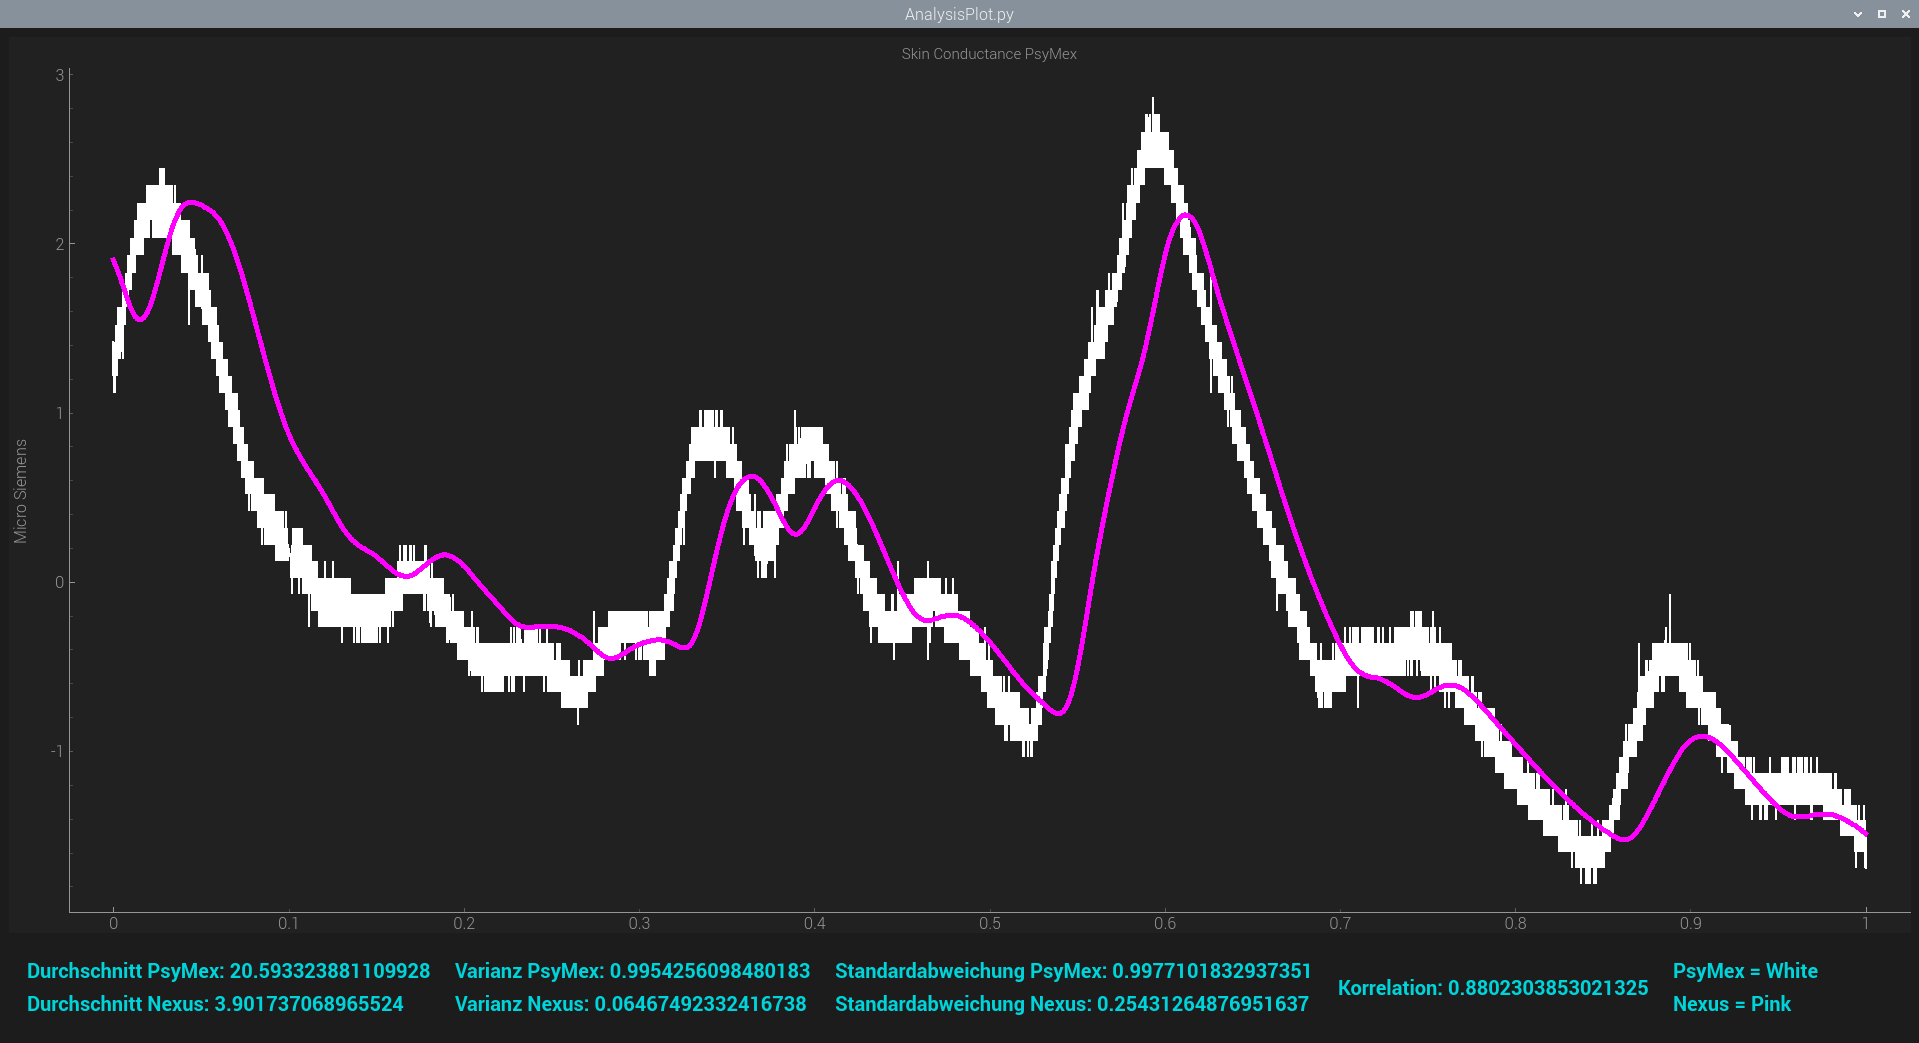 AnalysisPlot.py
Skin Conductance PsyMex
3
2
1
0
-1
Micro Siemens
0 0.1 0.2 0.3 0.4 0.5 0.6 0.7 0.8 0.9 1
Durchschnitt PsyMex: 20.593323881109928 Varianz PsyMex: 0.9954256098480183 Standardabweichung PsyMex: 0.9977101832937351
Durchschnitt Nexus: 3.901737068965524 Varianz Nexus: 0.06467492332416738 Standardabweichung Nexus: 0.25431264876951637
Korrelation: 0.8802303853021325
PsyMex = White
Nexus = Pink